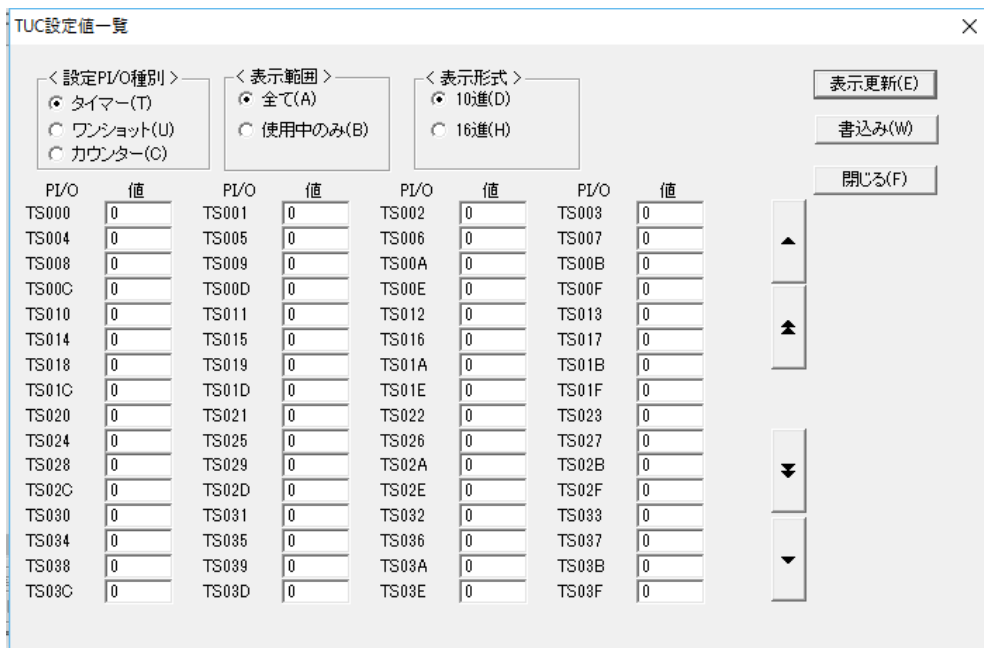 TUC設定値一覧
<設定PI/O種別> <表示範囲> <表示形式>
タイマー(T) 全て(A) 10進(D) 表示更新(E)
ワンショット(U) 使用中のみ(B) 16進(H) 書込み(W)
カウンター(C)
閉じる(F)
PI/O 値 PI/O 値 PI/O 値 PI/O 値
TS000 0 TS001 0 TS002 0 TS003 0
TS004 0 TS005 0 TS006 0 TS007 0
TS008 0 TS009 0 TS00A 0 TS00B 0
TS00C 0 TS00D 0 TS00E 0 TS00F 0
TS010 0 TS011 0 TS012 0 TS013 0
TS014 0 TS015 0 TS016 0 TS017 0
TS018 0 TS019 0 TS01A 0 TS01B 0
TS01C 0 TS01D 0 TS01E 0 TS01F 0
TS020 0 TS021 0 TS022 0 TS023 0
TS024 0 TS025 0 TS026 0 TS027 0
TS028 0 TS029 0 TS02A 0 TS02B 0
TS02C 0 TS02D 0 TS02E 0 TS02F 0
TS030 0 TS031 0 TS032 0 TS033 0
TS034 0 TS035 0 TS036 0 TS037 0
TS038 0 TS039 0 TS03A 0 TS03B 0
TS03C 0 TS03D 0 TS03E 0 TS03F 0